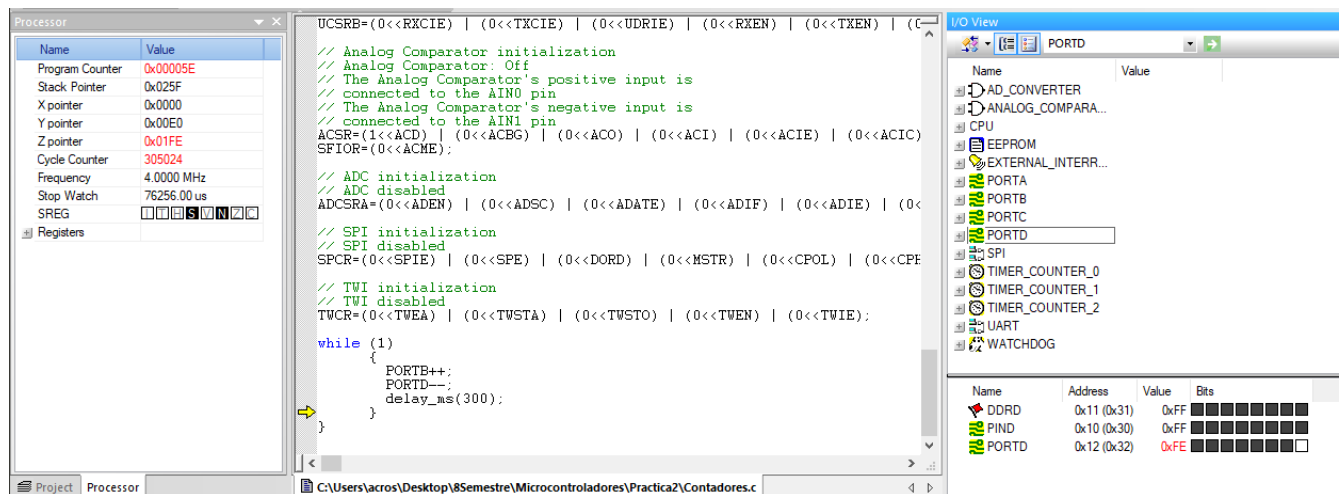 Processor
Name Value
Program Counter 0x00005E
Stack Pointer 0x025F
X pointer 0x0000
Y pointer 0x00E0
Z pointer 0x01FE
Cycle Counter 305024
Frequency 4.0000 MHz
Stop Watch 76256.00 us
SREG I T H S V N Z C
Registers
Project Processor
UCSRB=(0<<RXCIE) | (0<<TXCIE) | (0<<UDRIE) | (0<<RXEN) | (0<<TXEN) | (0
// Analog Comparator initialization
// Analog Comparator: Off
// The Analog Comparator's positive input is
// connected to the AIN0 pin
// The Analog Comparator's negative input is
// connected to the AIN1 pin
ACSR=(1<<ACD) | (0<<ACBG) | (0<<ACO) | (0<<ACI) | (0<<ACIE) | (0<<ACIC)
SFIOR=(0<<ACME);
// ADC initialization
// ADC disabled
ADCSRA=(0<<ADEN) | (0<<ADSC) | (0<<ADATE) | (0<<ADIF) | (0<<ADIE) | (0<
// SPI initialization
// SPI disabled
SPCR=(0<<SPIE) | (0<<SPE) | (0<<DORD) | (0<<MSTR) | (0<<CPOL) | (0<<CPH
// TWI initialization
// TWI disabled
TWCR=(0<<TWEA) | (0<<TWSTA) | (0<<TWSTO) | (0<<TWEN) | (0<<TWIE);
while (1)
{
PORTB++;
PORTD--;
delay_ms(300);
}
}
C:\Users\acros\Desktop\8Semestre\Microcontroladores\Practica2\Contadores.c
I/O View
PORTD
Name Value
AD_CONVERTER
ANALOG_COMPARA...
CPU
EEPROM
EXTERNAL_INTERR...
PORTA
PORTB
PORTC
PORTD
SPI
TIMER_COUNTER_0
TIMER_COUNTER_1
TIMER_COUNTER_2
UART
WATCHDOG
Name Address Value Bits
DDRD 0x11 (0x31) 0xFF
PIND 0x10 (0x30) 0xFF
PORTD 0x12 (0x32) 0xFE